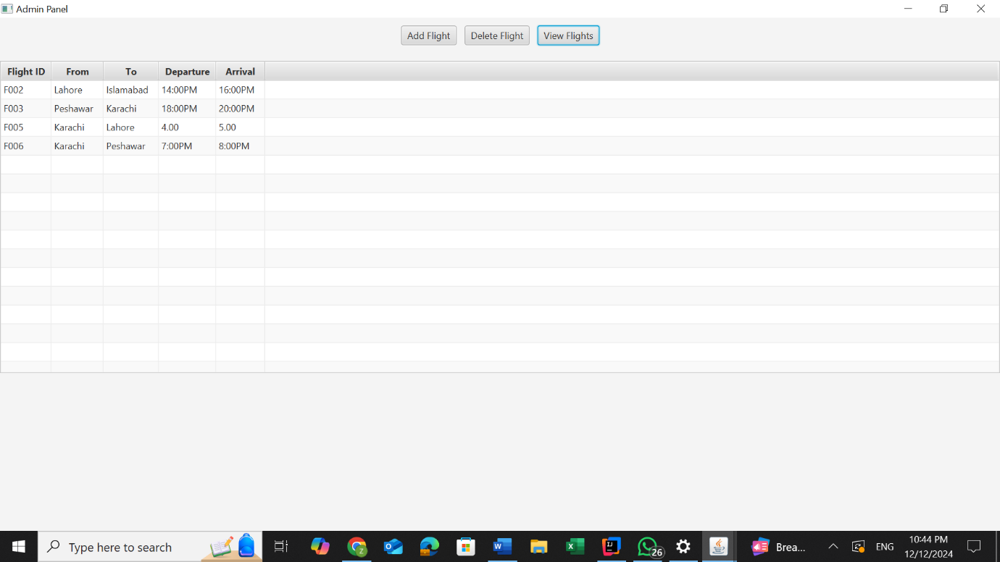 Admin Panel
Add Flight Delete Flight View Flights
Flight ID From To Departure Arrival
F002 Lahore Islamabad 14:00PM 16:00PM
F003 Peshawar Karachi 18:00PM 20:00PM
F005 Karachi Lahore 4.00 5.00
F006 Karachi Peshawar 7:00PM 8:00PM
Type here to search Z O W X IJ 26 Brea... ENG 10:44 PM
12/12/2024